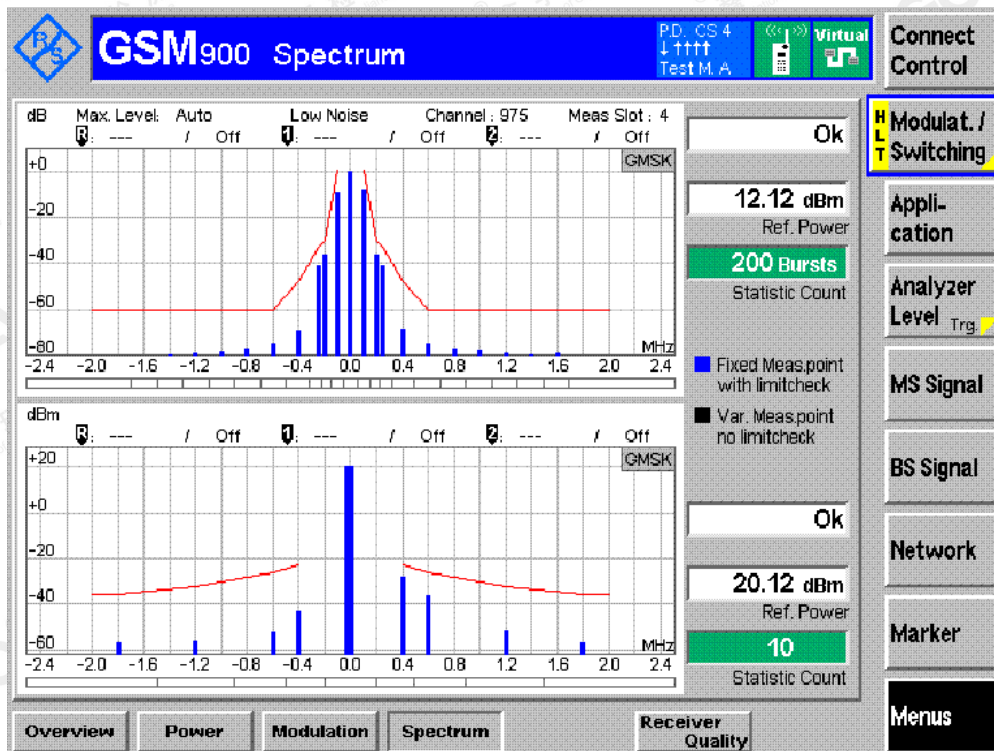 R S
GSM900 Spectrum
P.D. CS 4
Test M. A.
Virtual
Connect
Control
dB Max. Level: Auto Low Noise Channel : 975 Meas Slot : 4
R: --- / Off 1: --- / Off 2: --- / Off
GMSK
+0
-20
-40
-60
-80
MHz
-2.4 -2.0 -1.6 -1.2 -0.8 -0.4 0.0 0.4 0.8 1.2 1.6 2.0 2.4
Ok
12.12 dBm
Ref. Power
200 Bursts
Statistic Count
Fixed Meas.point
with limitcheck
Var. Meas.point
no limitcheck
dBm
R: --- / Off 1: --- / Off 2: --- / Off
GMSK
+20
+0
-20
-40
-60
MHz
-2.4 -2.0 -1.6 -1.2 -0.8 -0.4 0.0 0.4 0.8 1.2 1.6 2.0 2.4
Ok
20.12 dBm
Ref. Power
10
Statistic Count
HLT
Modulat. /
Switching
Appli-
cation
Analyzer
Level Trg.
MS Signal
BS Signal
Network
Marker
Menus
Overview Power Modulation Spectrum Receiver
Quality